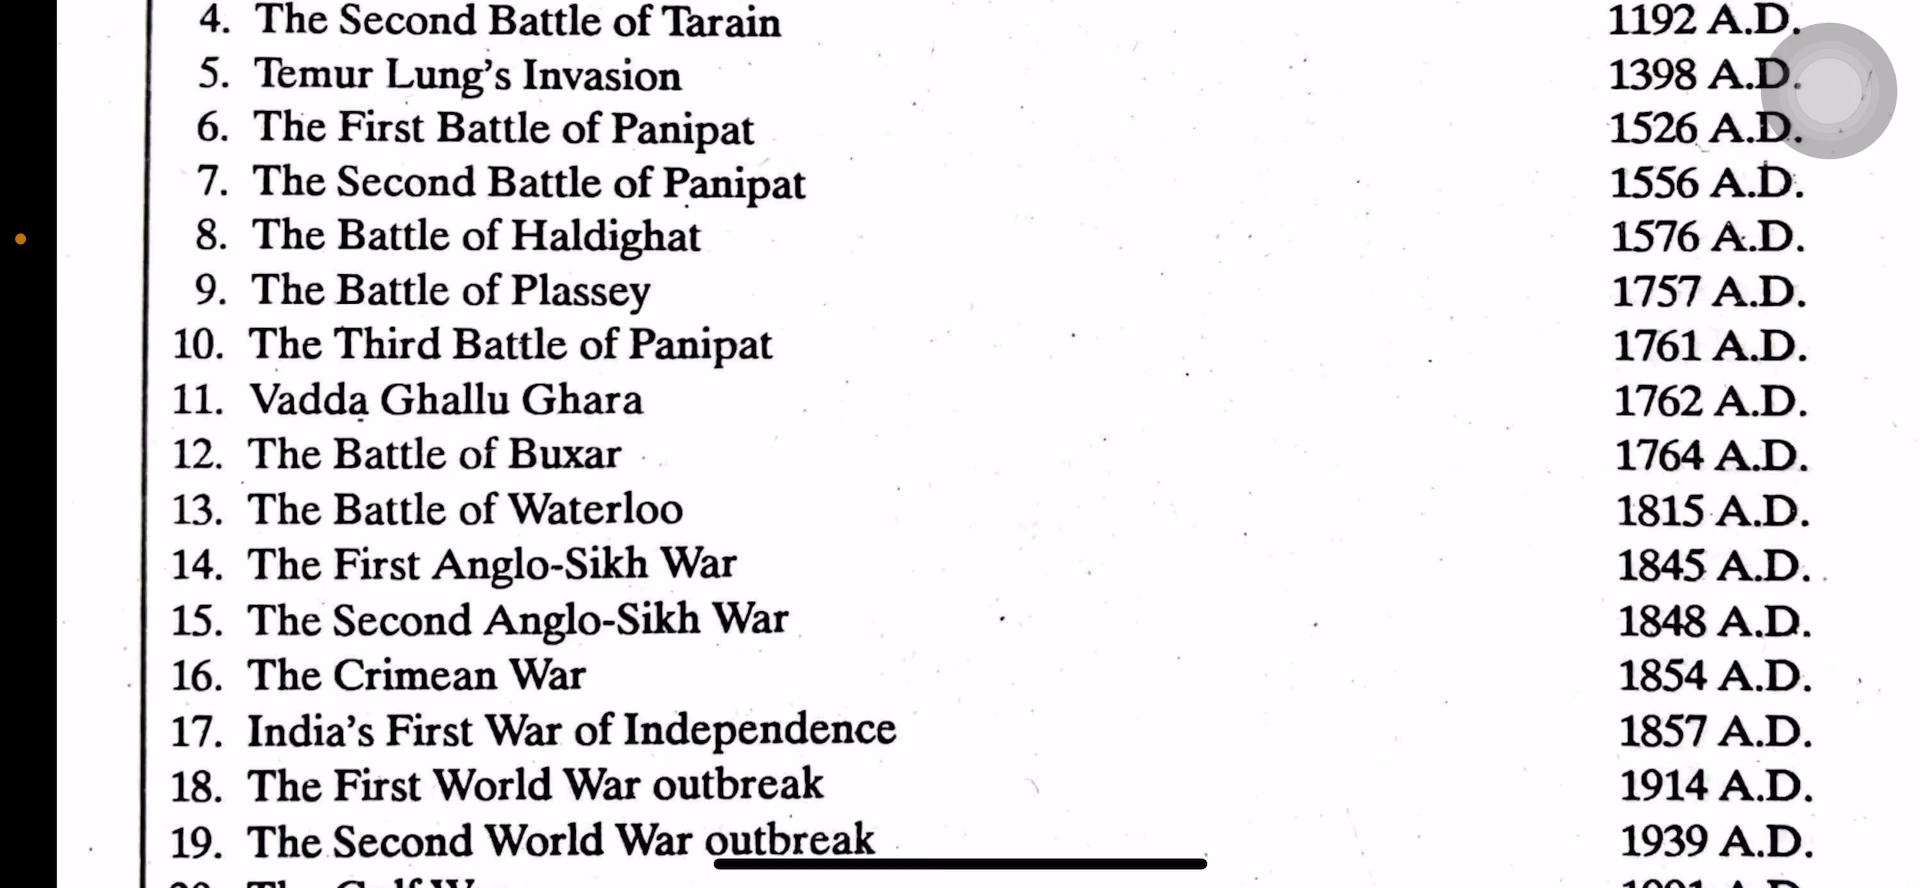 4. The Second Battle of Tarain 1192 A.D.
5. Temur Lung's Invasion 1398 A.D.
6. The First Battle of Panipat 1526 A.D.
7. The Second Battle of Panipat 1556 A.D.
8. The Battle of Haldighat 1576 A.D.
9. The Battle of Plassey 1757 A.D.
10. The Third Battle of Panipat 1761 A.D.
11. Vadda Ghallu Ghara 1762 A.D.
12. The Battle of Buxar 1764 A.D.
13. The Battle of Waterloo 1815 A.D.
14. The First Anglo-Sikh War 1845 A.D.
15. The Second Anglo-Sikh War 1848 A.D.
16. The Crimean War 1854 A.D.
17. India's First War of Independence 1857 A.D.
18. The First World War outbreak 1914 A.D.
19. The Second World War outbreak 1939 A.D.